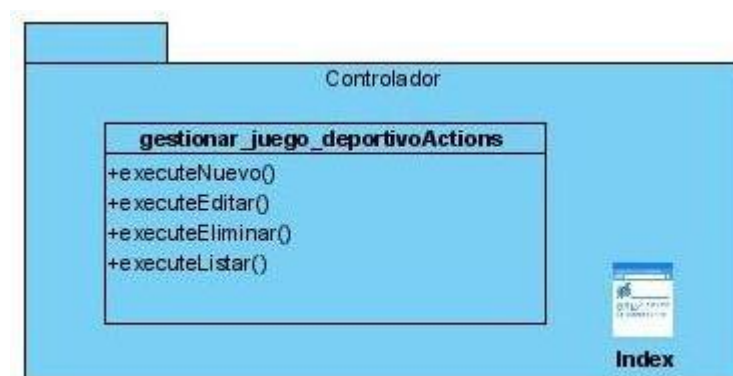 Controlador
gestionar_juego_deportivoActions
+executeNuevo()
+executeEditar()
+executeEliminar()
+executeListar()
Index